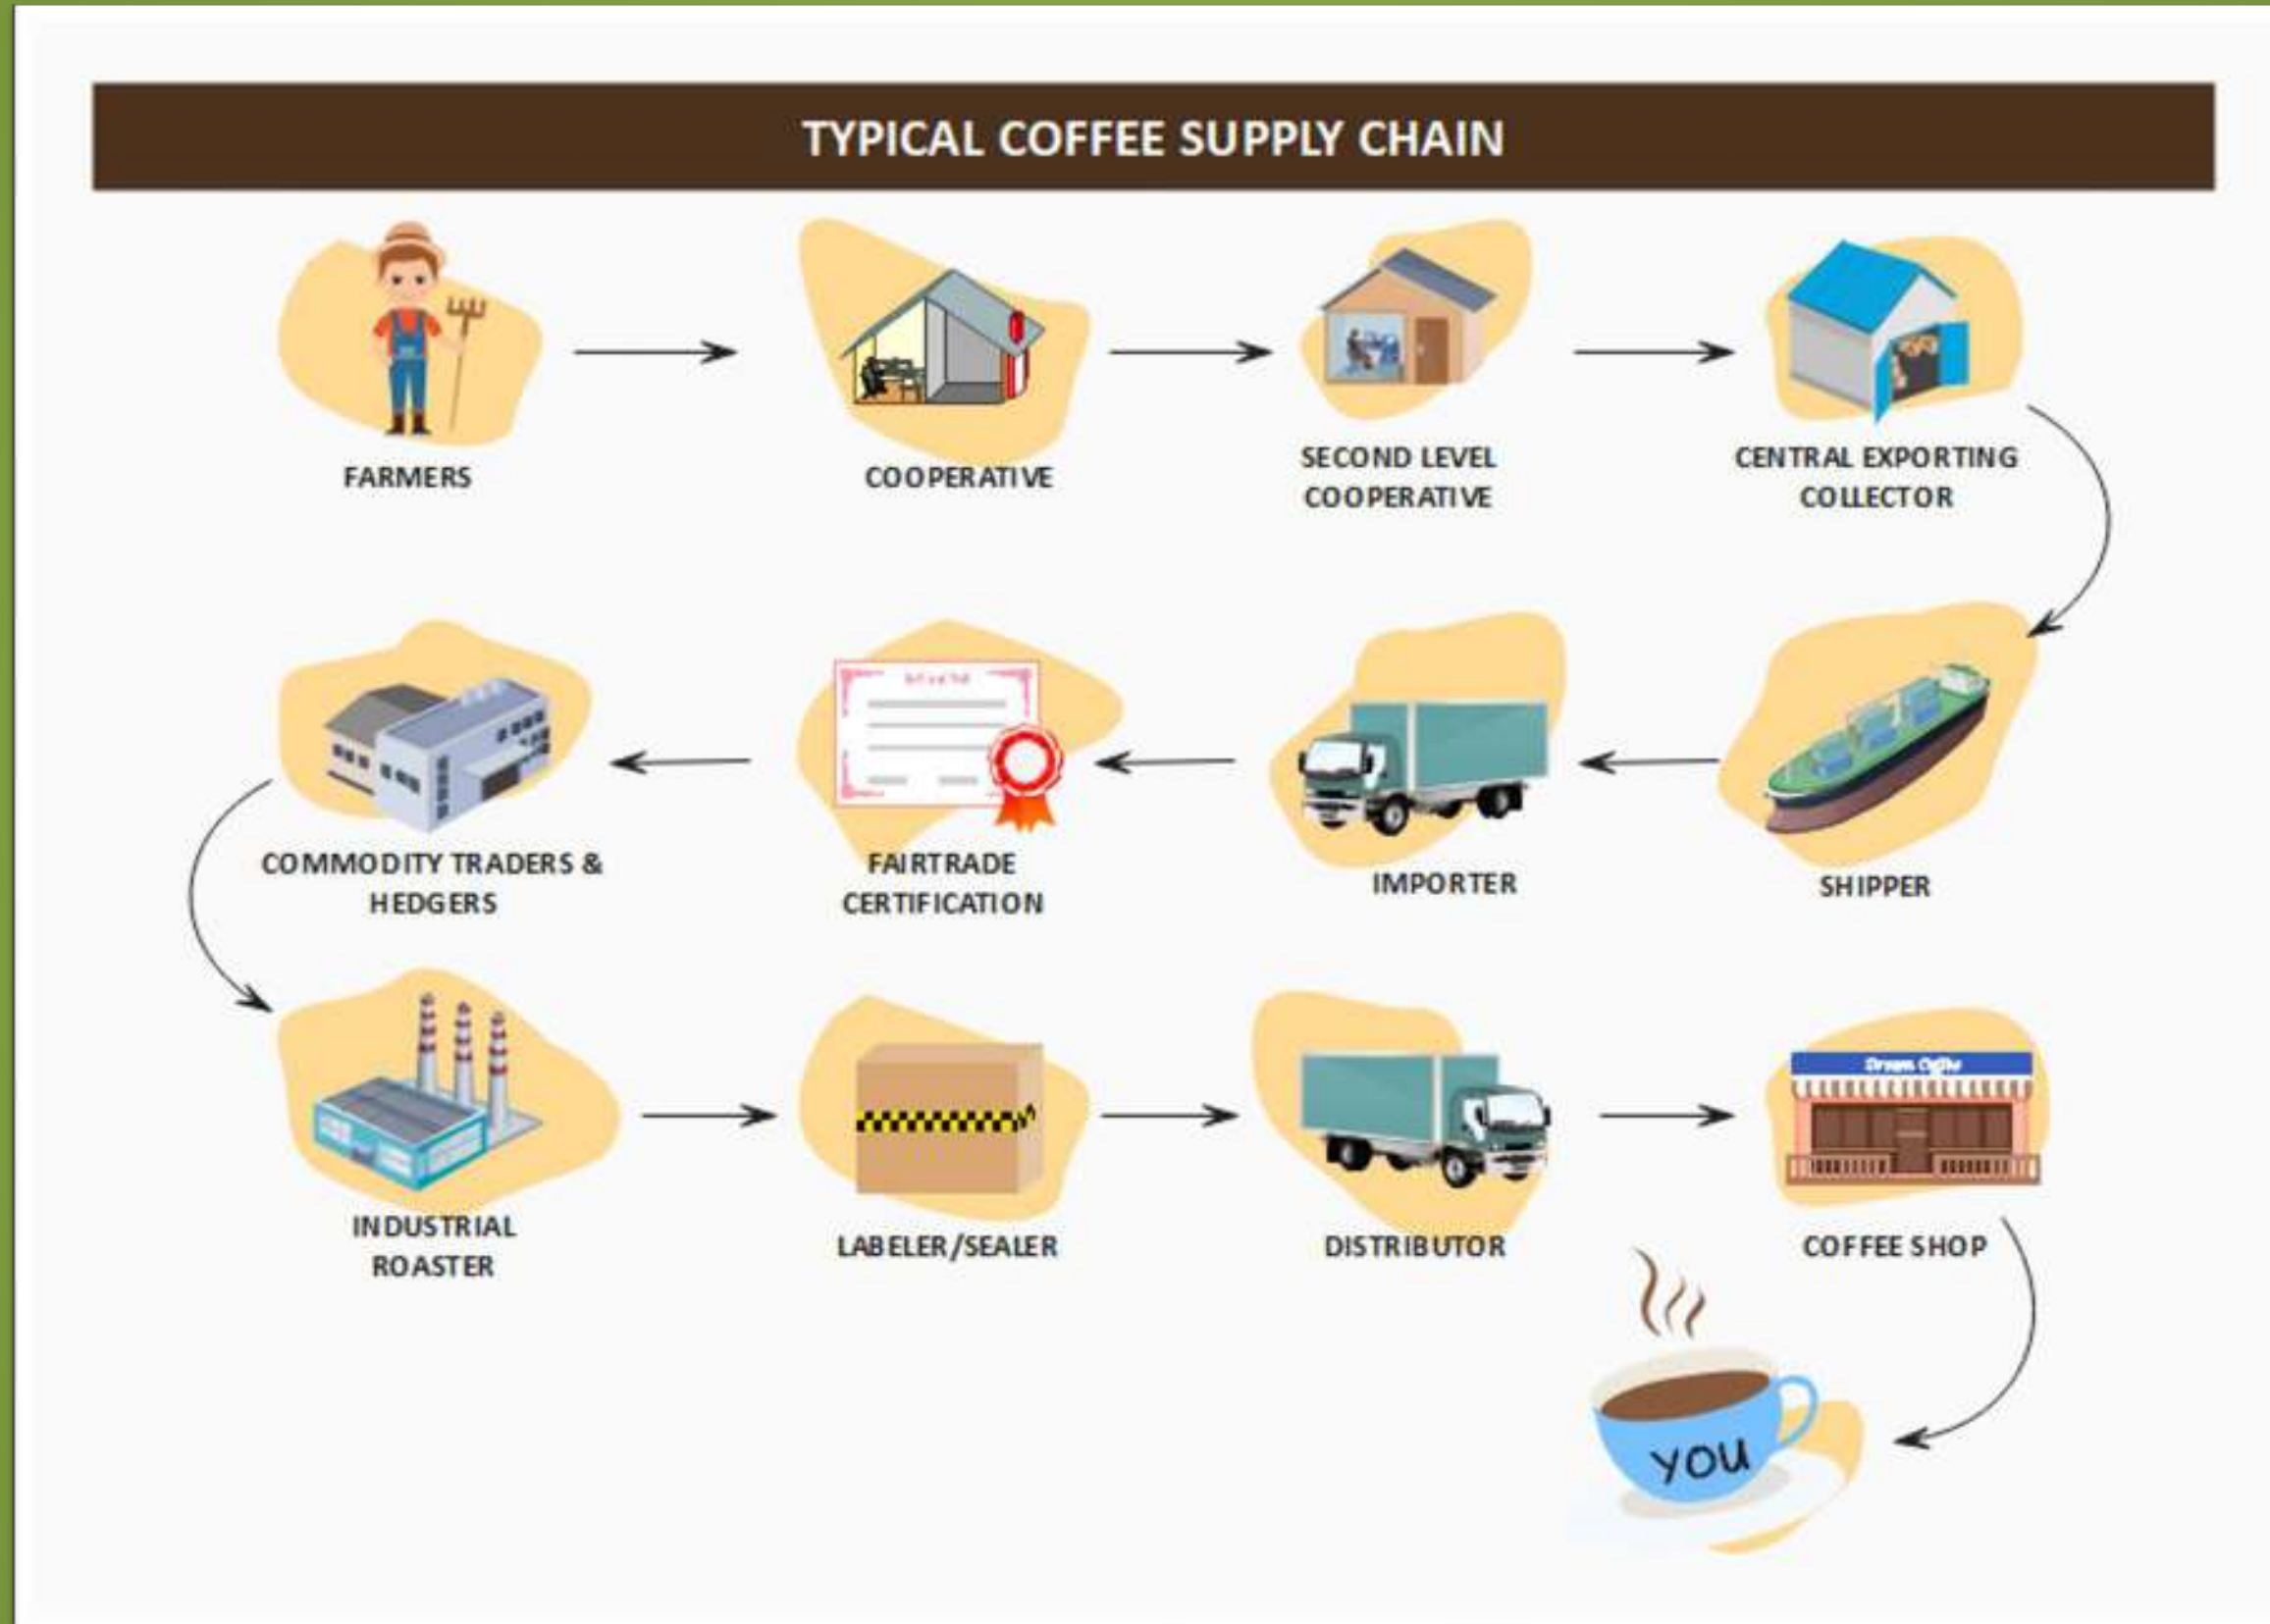 TYPICAL COFFEE SUPPLY CHAIN
FARMERS
COOPERATIVE
SECOND LEVEL
COOPERATIVE
CENTRAL EXPORTING
COLLECTOR
SHIPPER
IMPORTER
FAIRTRADE
CERTIFICATION
COMMODITY TRADERS &
HEDGERS
INDUSTRIAL
ROASTER
LABELER/SEALER
DISTRIBUTOR
COFFEE SHOP
YOU